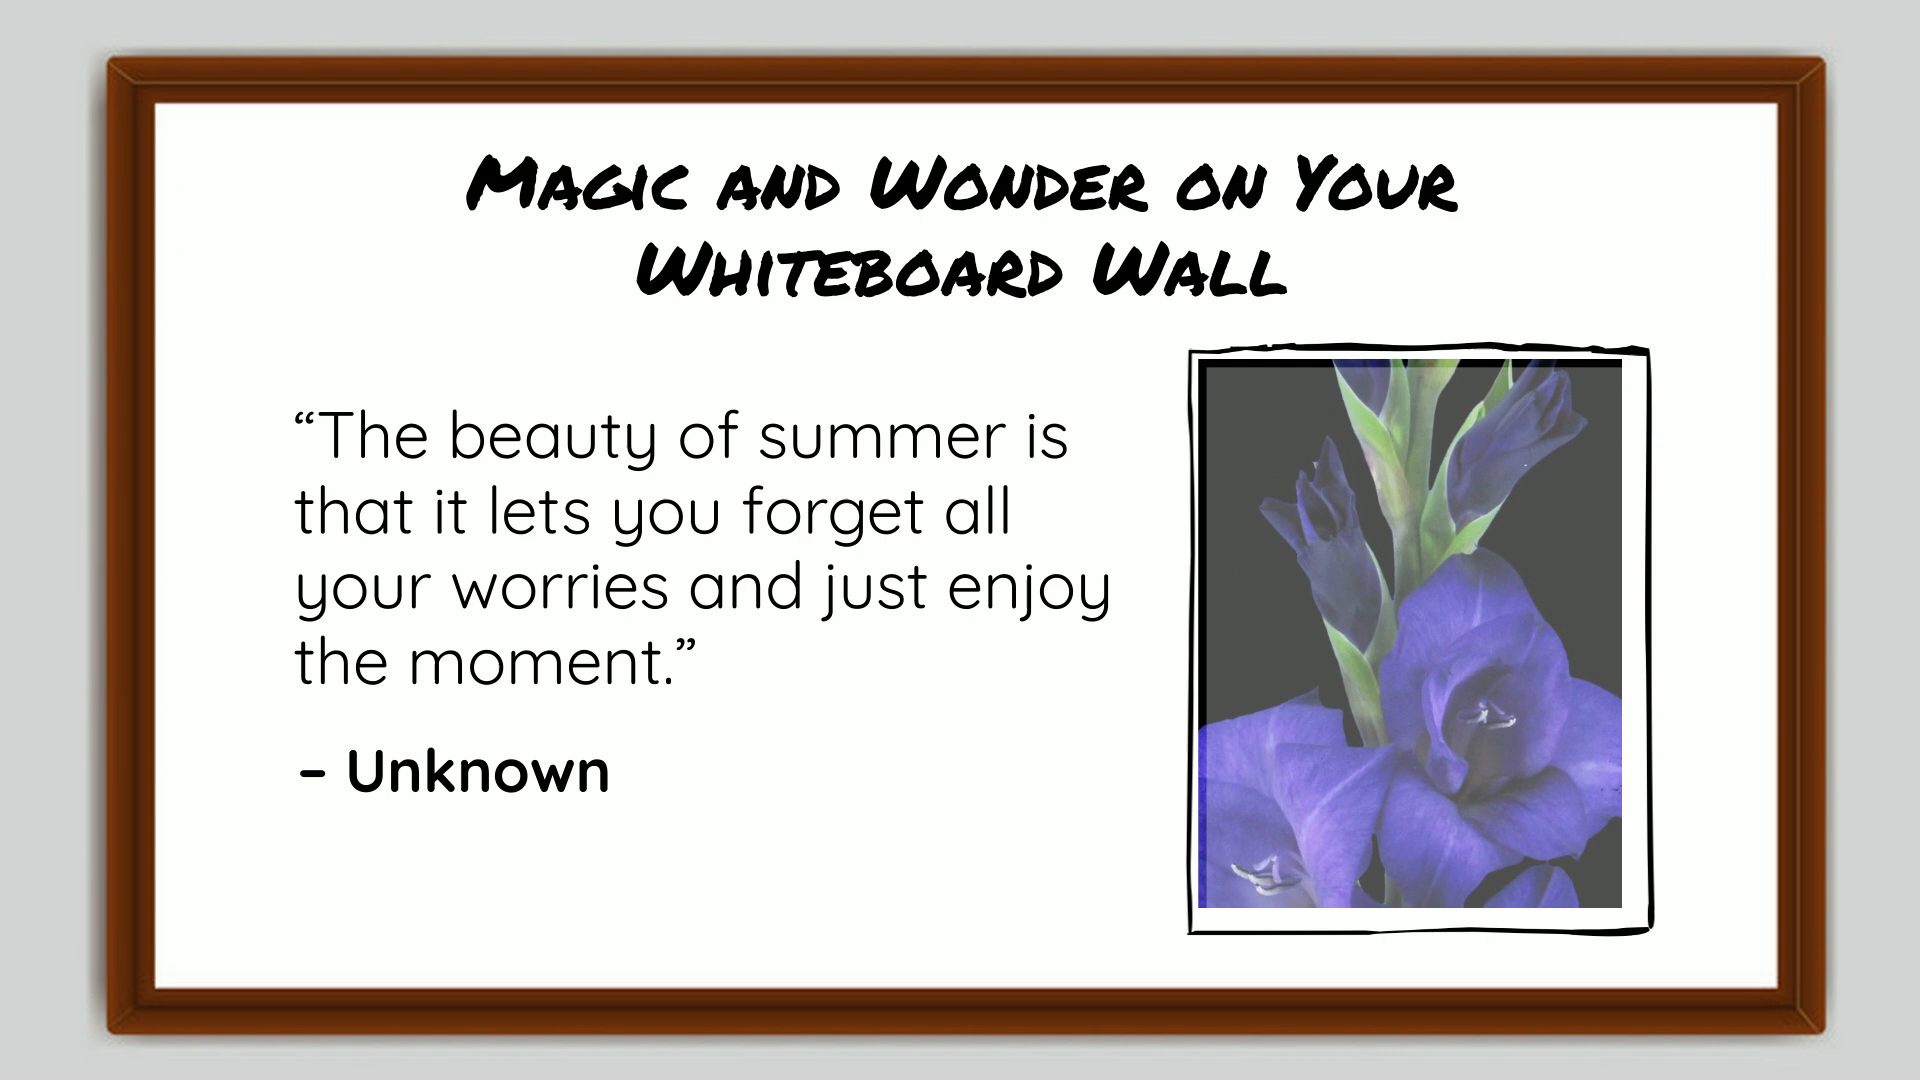 Magic and Wonder on Your
Whiteboard Wall
“The beauty of summer is
that it lets you forget all
your worries and just enjoy
the moment.”
– Unknown